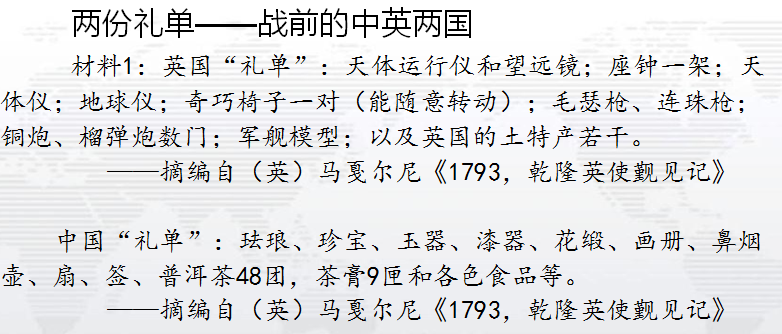 两份礼单——战前的中英两国
材料1：英国“礼单”：天体运行仪和望远镜；座钟一架；天
体仪；地球仪；奇巧椅子一对（能随意转动）；毛瑟枪、连珠枪；
铜炮、榴弹炮数门；军舰模型；以及英国的土特产若干。
——摘编自（英）马戛尔尼《1793，乾隆英使觐见记》
中国“礼单”：珐琅、珍宝、玉器、漆器、花缎、画册、鼻烟
壶、扇、签、普洱茶48团，茶膏9匣和各色食品等。
——摘编自（英）马戛尔尼《1793，乾隆英使觐见记》